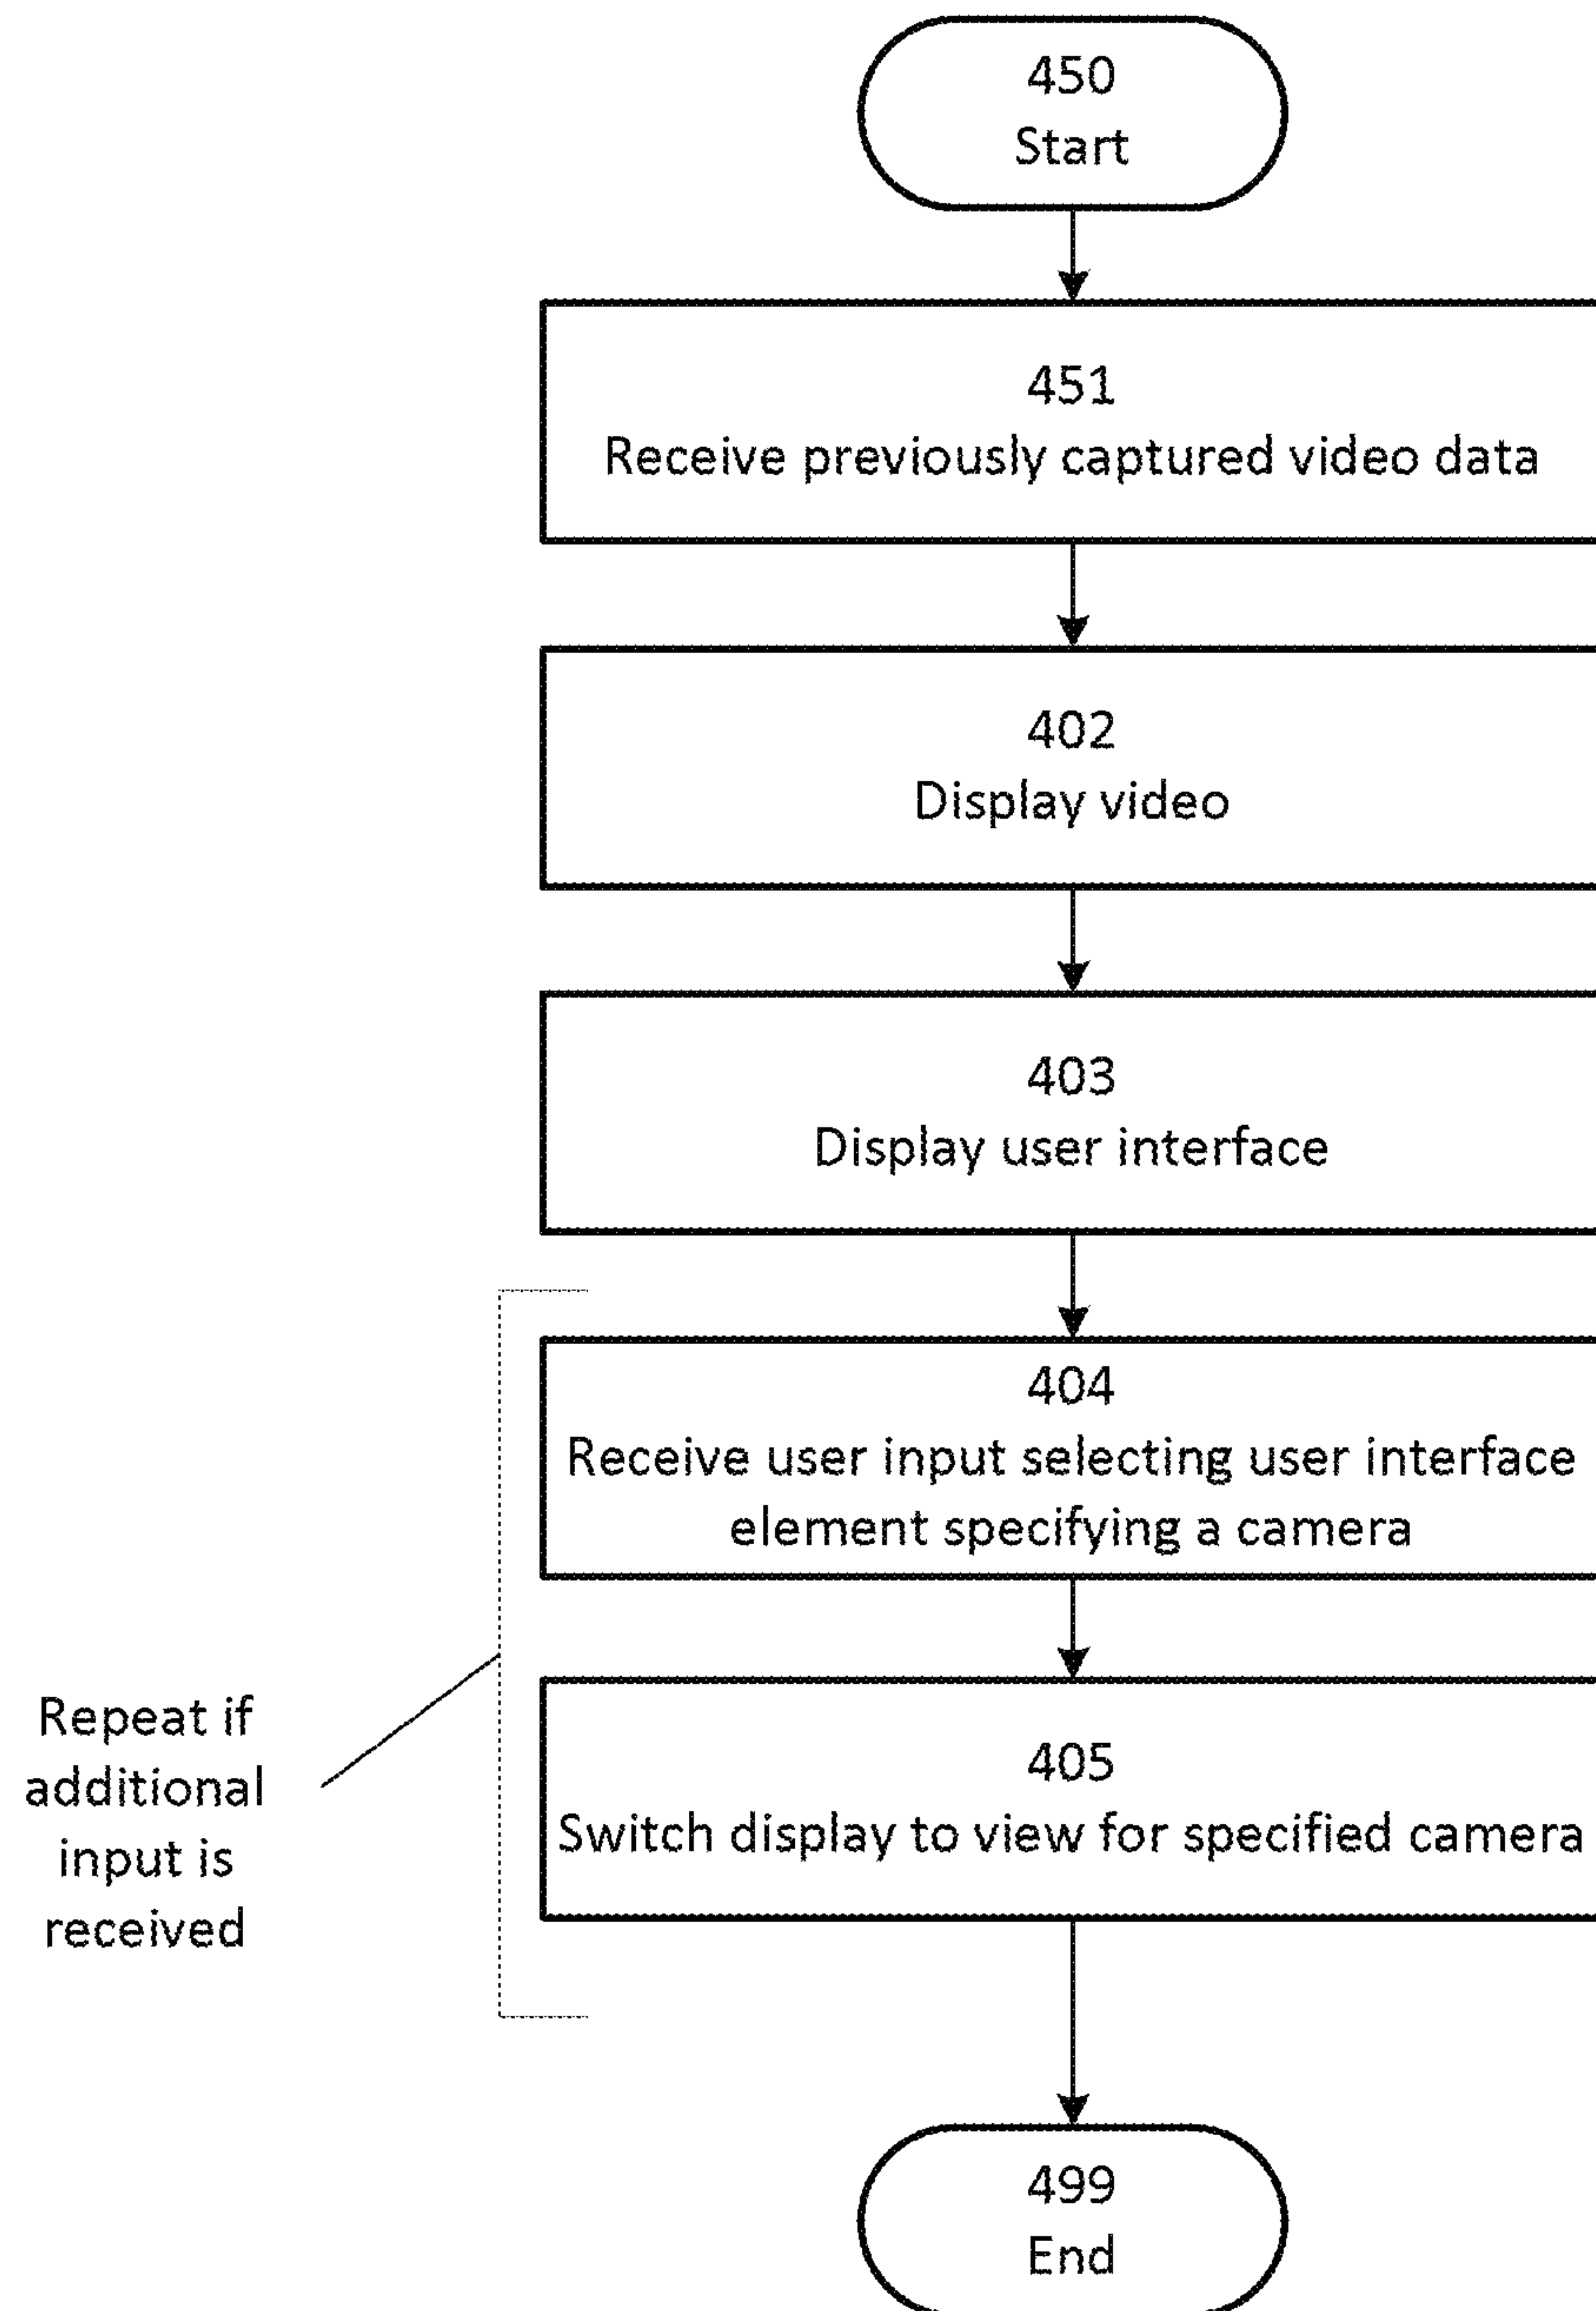 450
Start
451
Receive previously captured video data
402
Display video
403
Display user interface
404
Receive user input selecting user interface
element specifying a camera
405
Switch display to view for specified camera
Repeat if
additional
input is
received
499
End